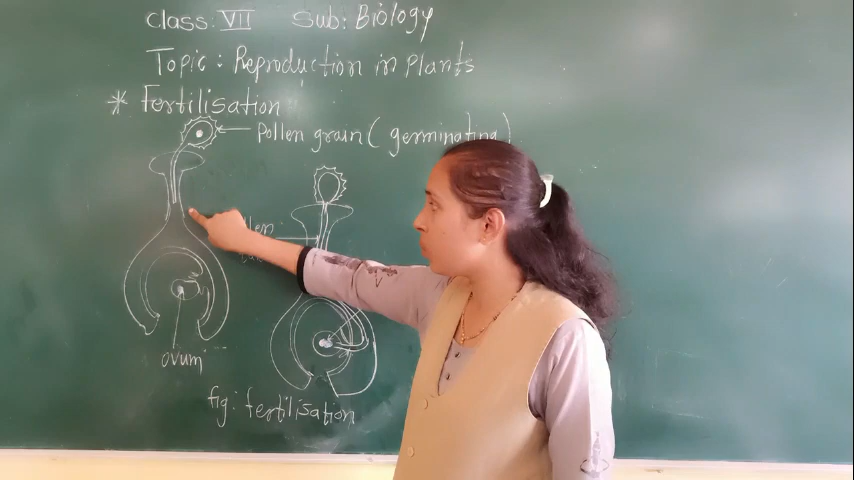 Class: VII Sub: Biology
Topic: Reproduction in plants
* Fertilisation
Pollen grain (germinating)
ovum
fig: fertilisation